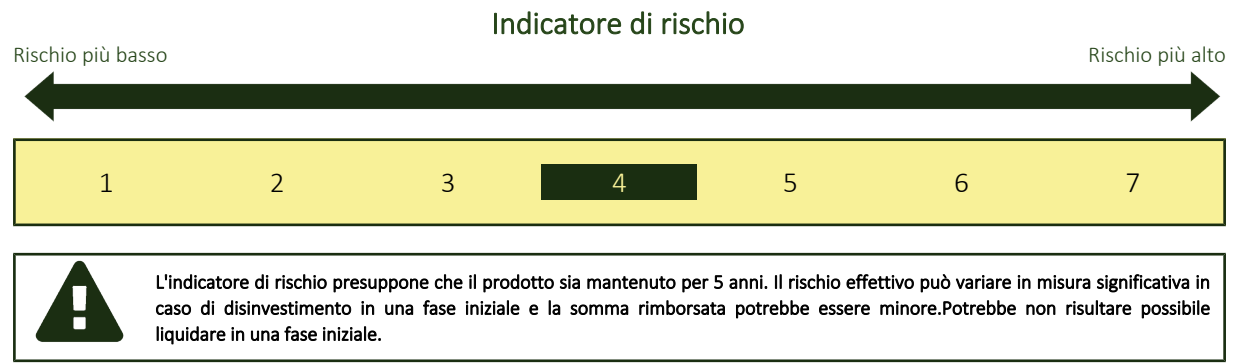 Indicatore di rischio
Rischio più basso Rischio più alto
1 2 3 4 5 6 7
L'indicatore di rischio presuppone che il prodotto sia mantenuto per 5 anni. Il rischio effettivo può variare in misura significativa in
caso di disinvestimento in una fase iniziale e la somma rimborsata potrebbe essere minore.Potrebbe non risultare possibile
liquidare in una fase iniziale.